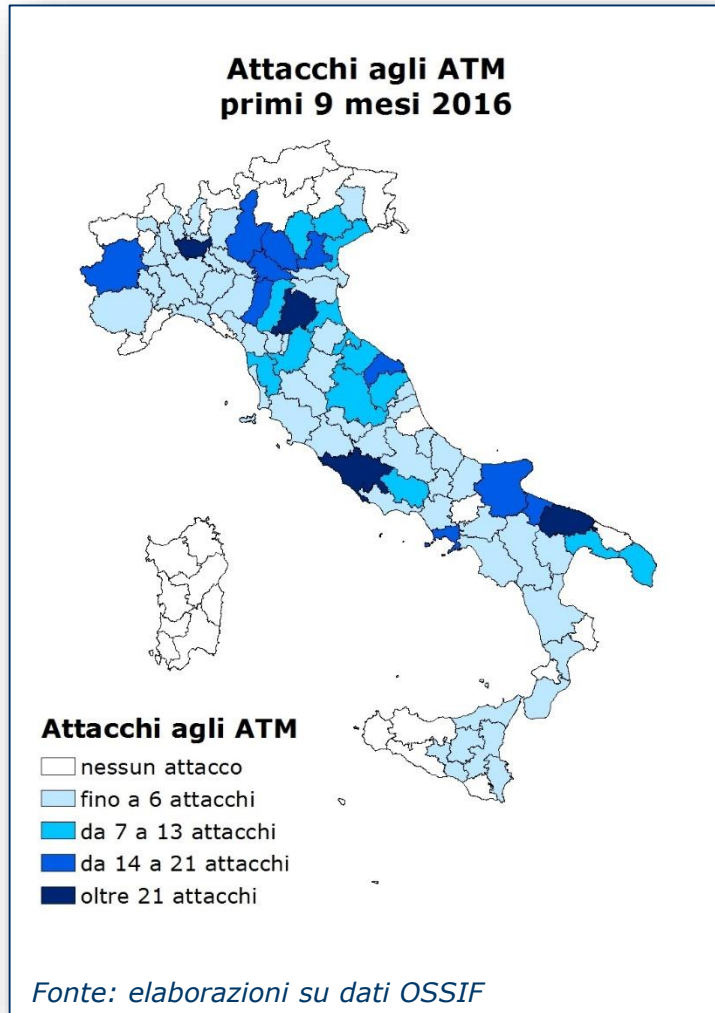 Attacchi agli ATM
primi 9 mesi 2016
Attacchi agli ATM
nessun attacco
fino a 6 attacchi
da 7 a 13 attacchi
da 14 a 21 attacchi
oltre 21 attacchi
Fonte: elaborazioni su dati OSSIF